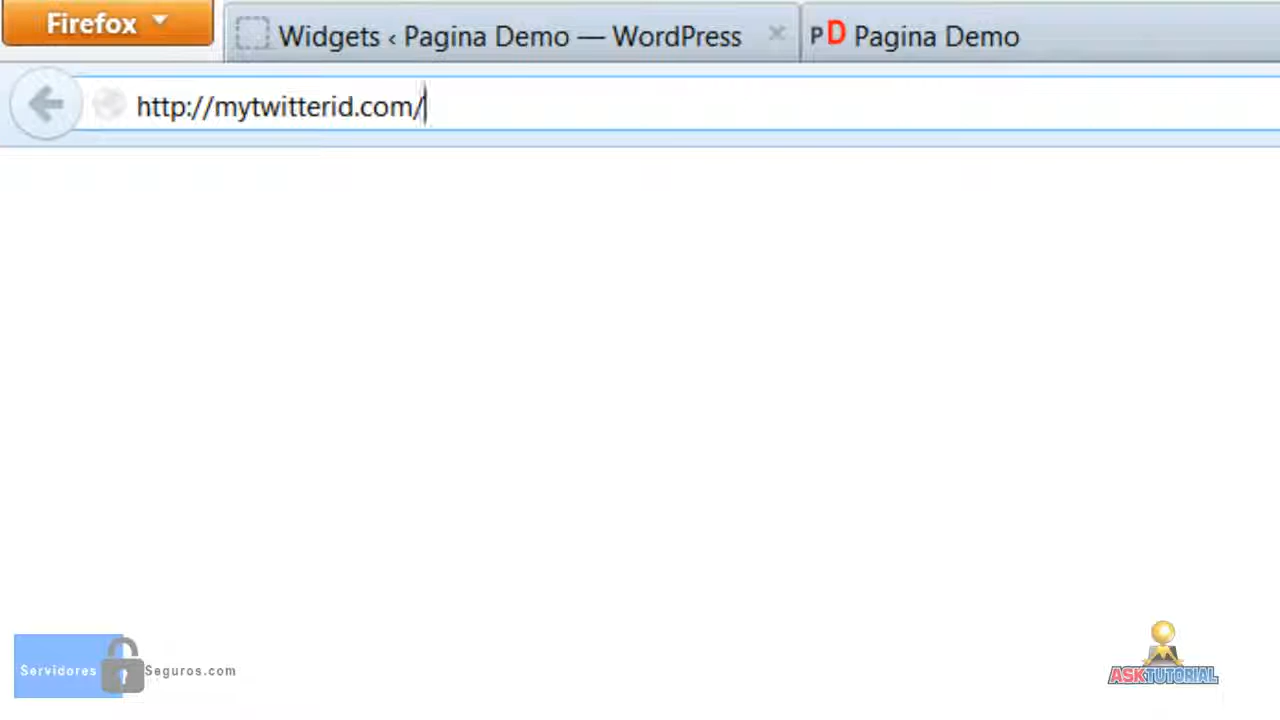 Firefox
Widgets ‹ Pagina Demo — WordPress
PD Pagina Demo
http://mytwitterid.com/
Servidores Seguros.com
ASKTUTORIAL